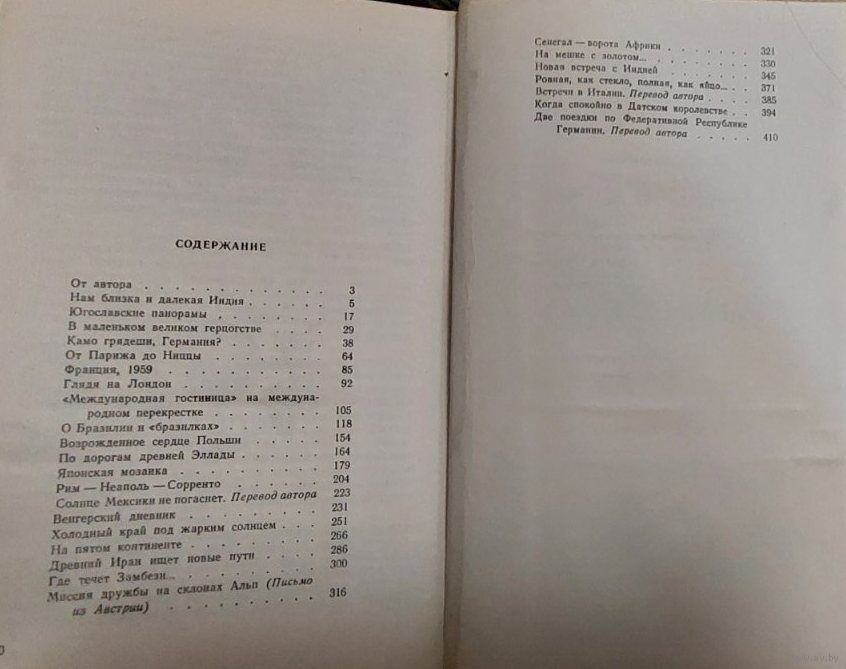 СОДЕРЖАНИЕ
От автора . . . . . . . . . . . . 3
Нам близка и далекая Индия . . . . . . 5
Югославские панорамы . . . . . . . . 17
В маленьком великом герцогстве . . . . 29
Камо грядеши, Германия? . . . . . . . 38
От Парижа до Ниццы . . . . . . . . 64
Франция, 1959 . . . . . . . . . . 85
Глядя на Лондон . . . . . . . . . . 92
«Международная гостиница» на междуна-
родном перекрестке . . . . . . . . 105
О Бразилии и «бразилках» . . . . . . 118
Возрожденное сердце Польши . . . . . 154
По дорогам древней Эллады . . . . . . 164
Японская мозаика . . . . . . . . . 179
Рим — Неаполь — Сорренто . . . . . . 204
Солнце Мексики не погаснет. Перевод автора 223
Венгерский дневник . . . . . . . . . 231
Холодный край под жарким солнцем . . . 251
На пятом континенте . . . . . . . . 266
Древний Иран ищет новые пути . . . . 286
Где течет Замбези... . . . . . . . . . 300
Миссия дружбы на склонах Альп (Письмо
из Австрии) . . . . . . . . . . 316
Сенегал — ворота Африки . . . . . . . 321
На мешке с золотом... . . . . . . . . 330
Новая встреча с Индией . . . . . . . 345
Ровная, как стекло, полная, как яйцо... . . 371
Встречи в Италии. Перевод автора . . . . 385
Когда спокойно в Датском королевстве . . 394
Две поездки по Федеративной Республике
Германии. Перевод автора . . . . . 410